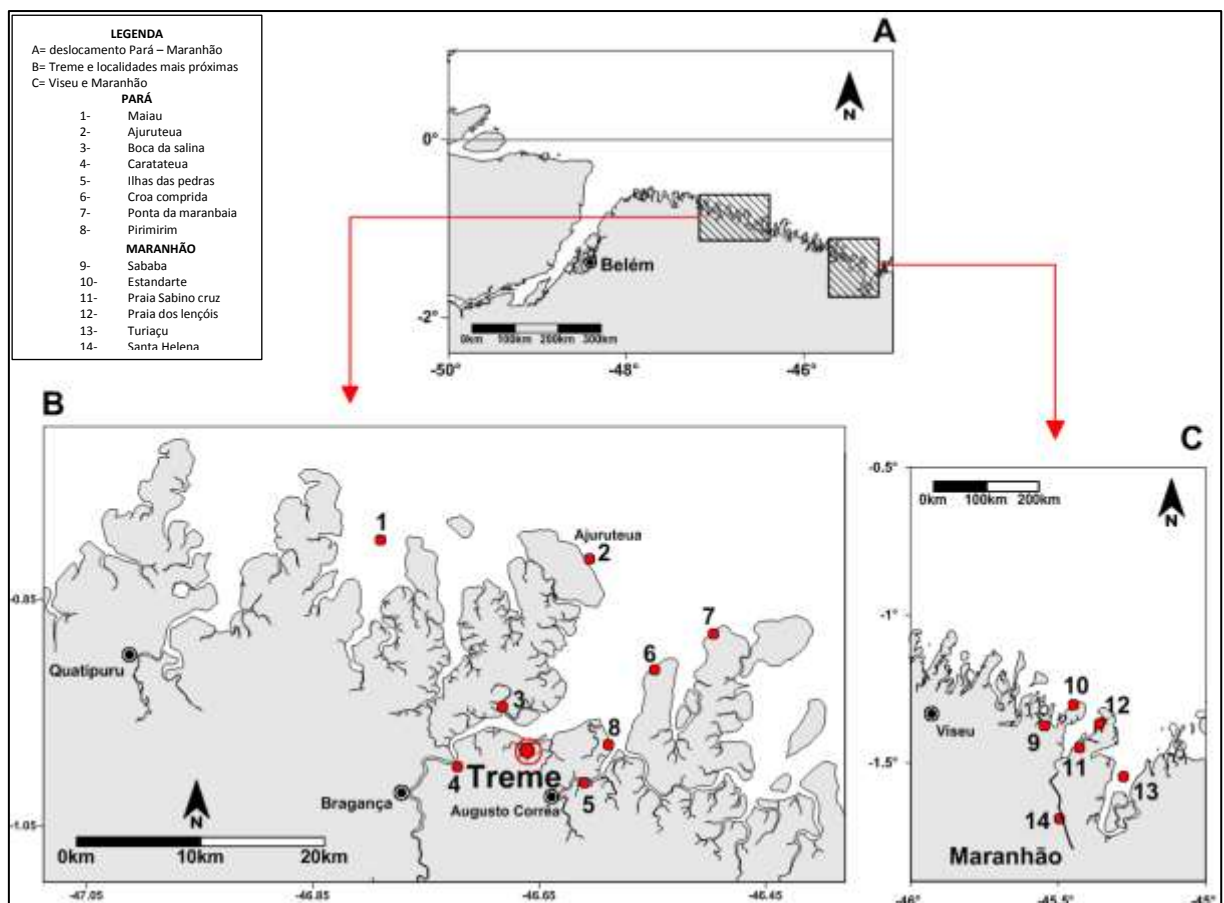 LEGENDA
A= deslocamento Pará – Maranhão
B= Treme e localidades mais próximas
C= Viseu e Maranhão
PARÁ
1- Maiau
2- Ajuruteua
3- Boca da salina
4- Caratateua
5- Ilhas das pedras
6- Croa comprida
7- Ponta da maranbaia
8- Pirimirim
MARANHÃO
9- Sababa
10- Estandarte
11- Praia Sabino cruz
12- Praia dos lençóis
13- Turiaçu
14- Santa Helena
A
N
0°
Belém
-2°
0km 100km 200km 300km
-50° -48° -46°
B
1
Ajuruteua
2
-0.85
7
6
Quatipuru
3
8
4
Treme
5
Bragança
Augusto Corrêa
N
-1.05
0km 10km 20km
-47.05 -46.85 -46.65 -46.45
C
-0.5°
0km 100km 200km
N
-1°
10
12
Viseu
9
11
-1.5°
13
14
Maranhão
-46° -45.5° -45°